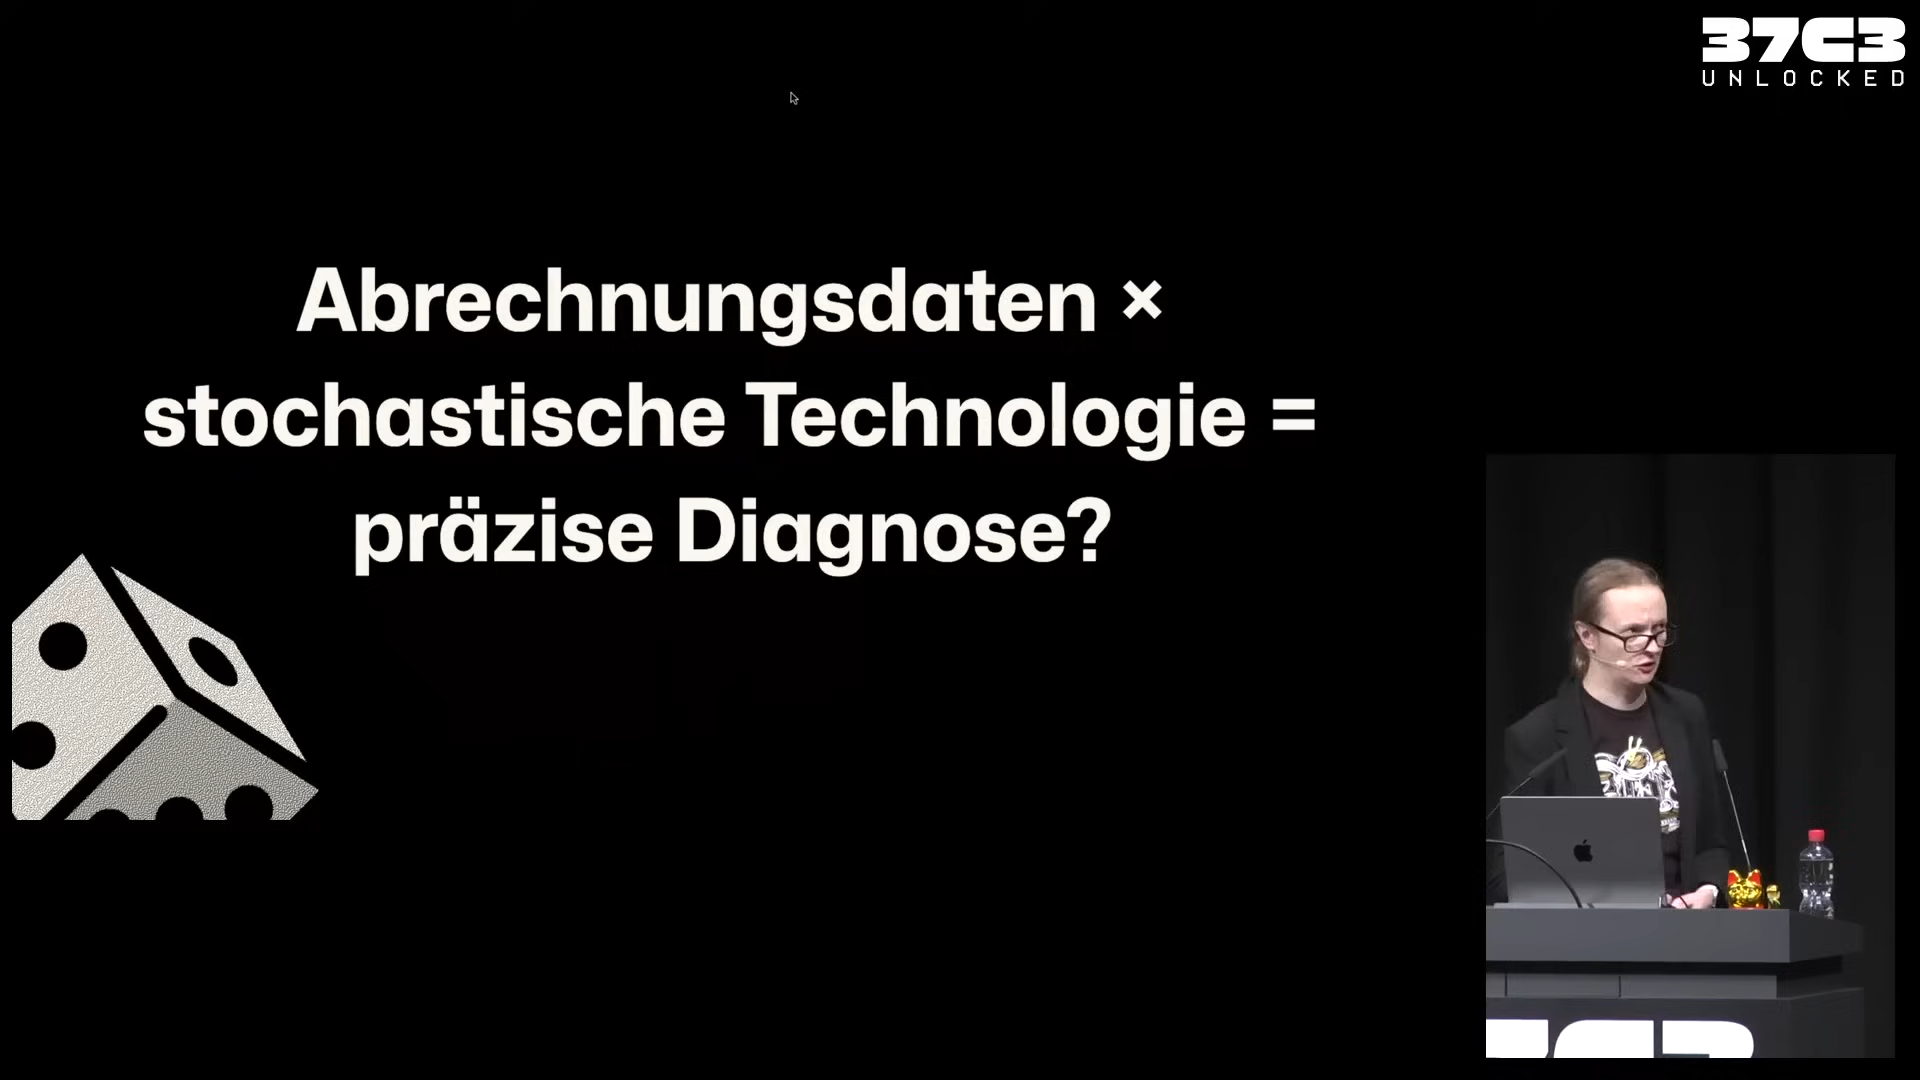 37C3
UNLOCKED
Abrechnungsdaten ×
stochastische Technologie =
präzise Diagnose?